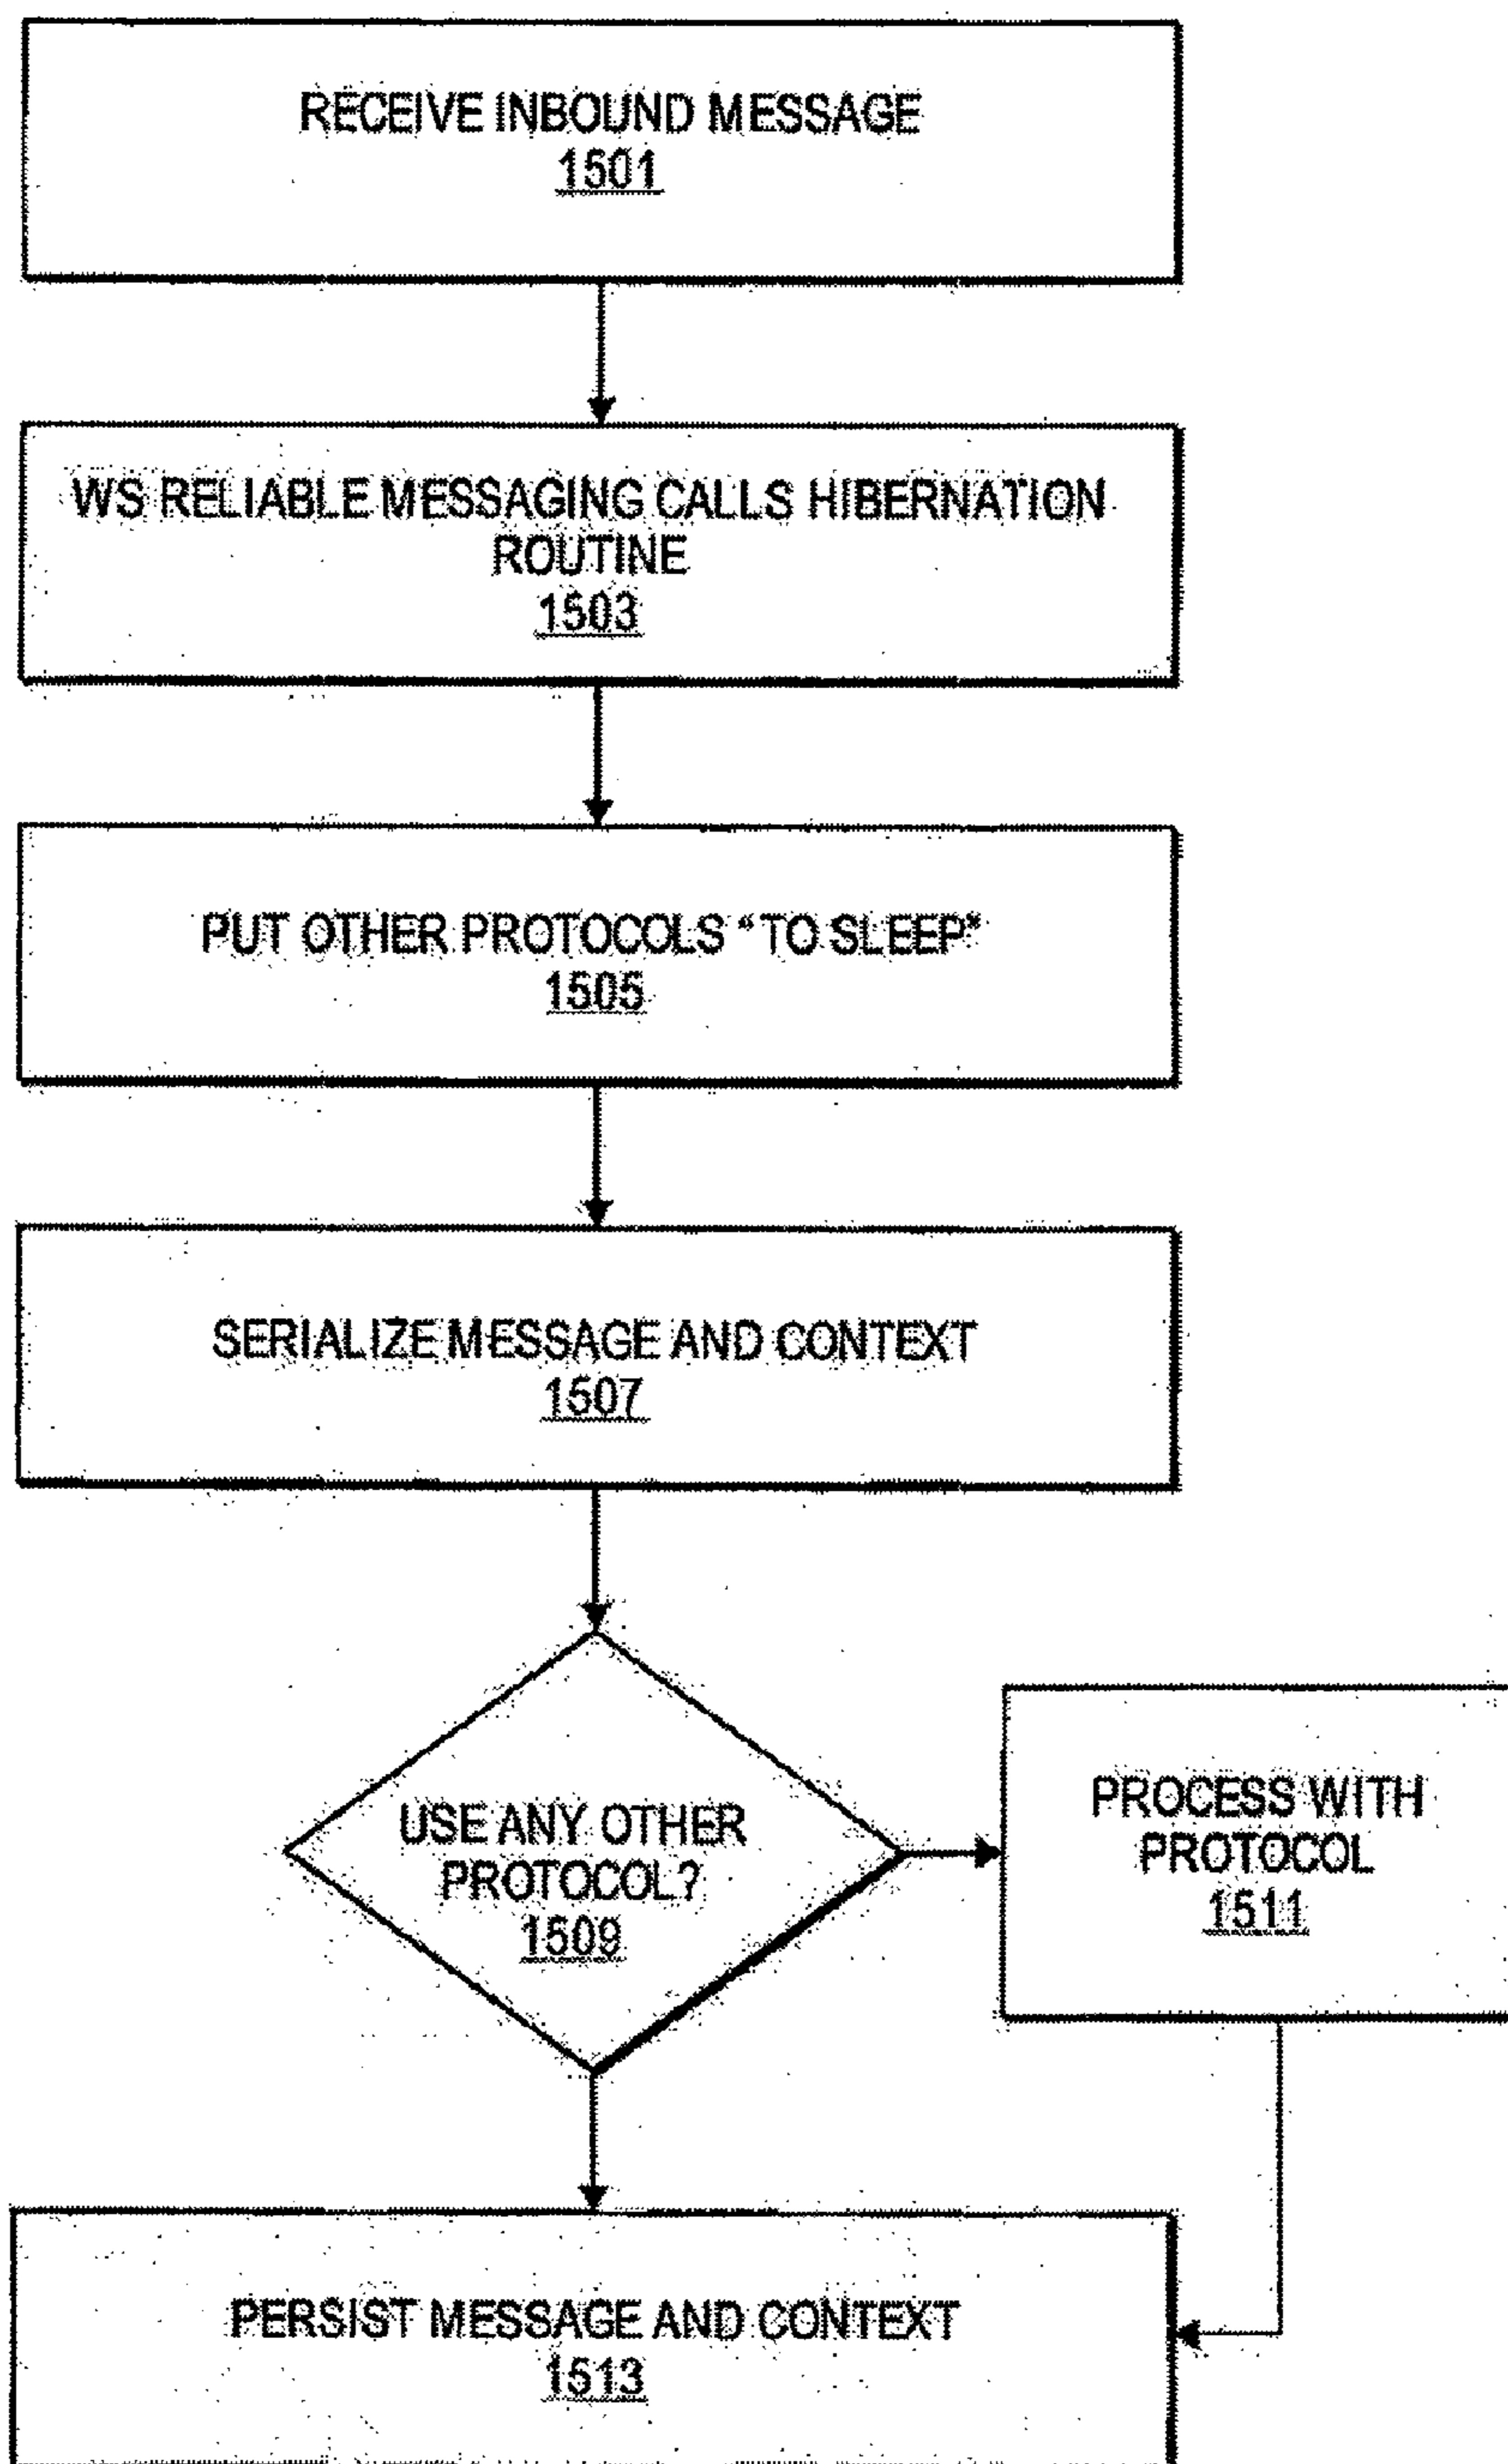 RECEIVE INBOUND MESSAGE
1501
WS RELIABLE MESSAGING CALLS HIBERNATION
ROUTINE
1503
PUT OTHER PROTOCOLS “TO SLEEP”
1505
SERIALIZE MESSAGE AND CONTEXT
1507
USE ANY OTHER
PROTOCOL?
1509
PROCESS WITH
PROTOCOL
1511
PERSIST MESSAGE AND CONTEXT
1513